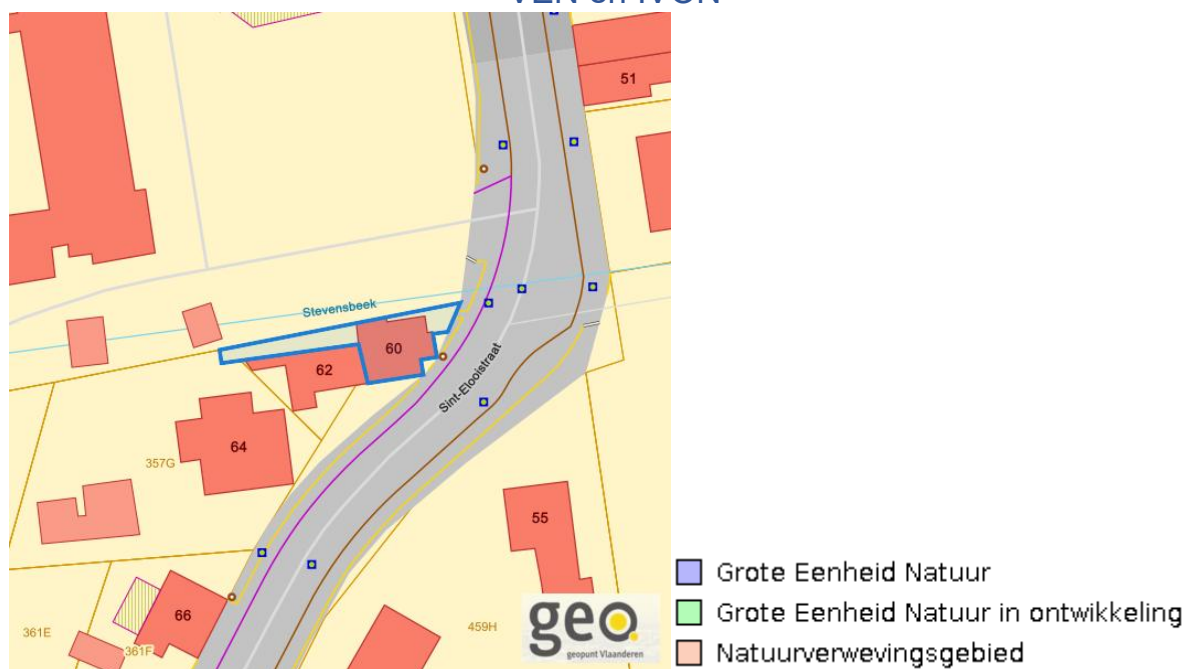 51
Stevensbeek
60
62
Sint-Elooistraat
64
357G
55
66
361E
361F
459H
geo
geopunt Vlaanderen
Grote Eenheid Natuur
Grote Eenheid Natuur in ontwikkeling
Natuurverwevingsgebied